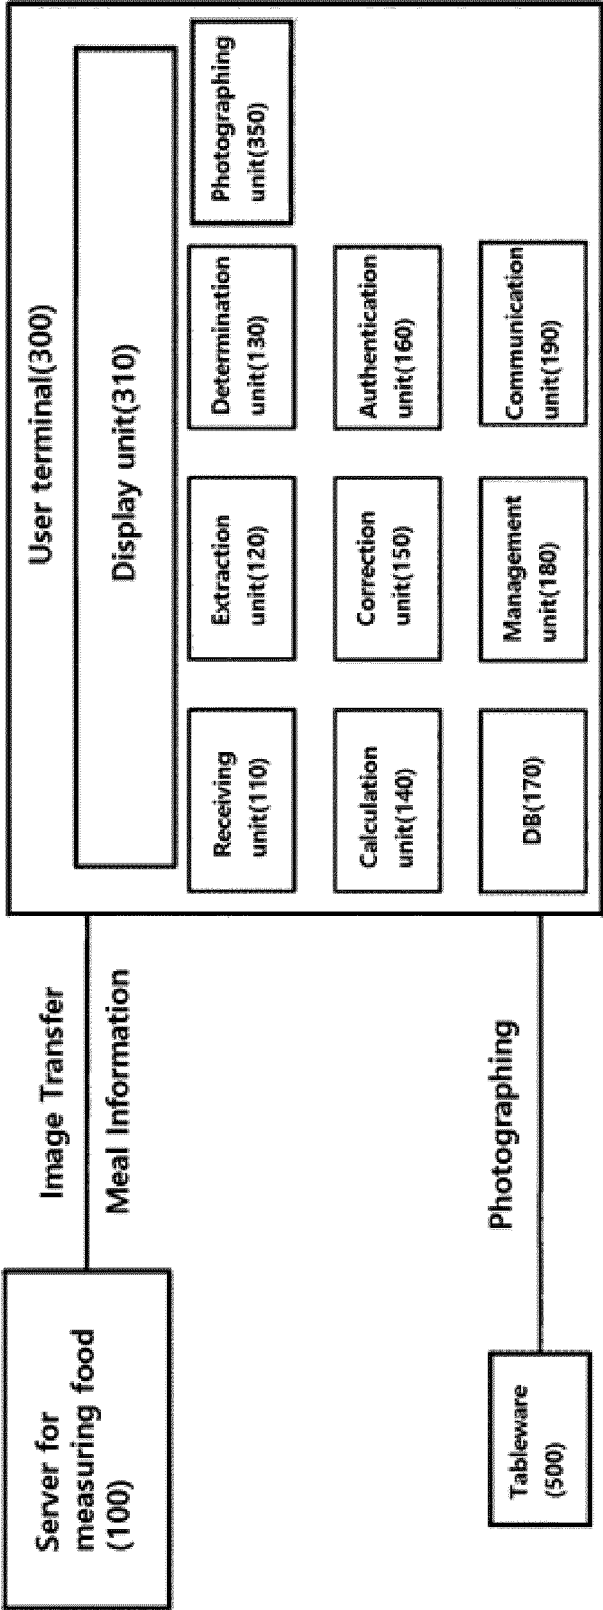 User terminal(300)
Display unit(310)
Receiving
unit(110)
Extraction
unit(120)
Determination
unit(130)
Photographing
unit(350)
Calculation
unit(140)
Correction
unit(150)
Authentication
unit(160)
DB(170)
Management
unit(180)
Communication
unit(190)
Image Transfer
Meal Information
Photographing
Server for
measuring food
(100)
Tableware
(500)